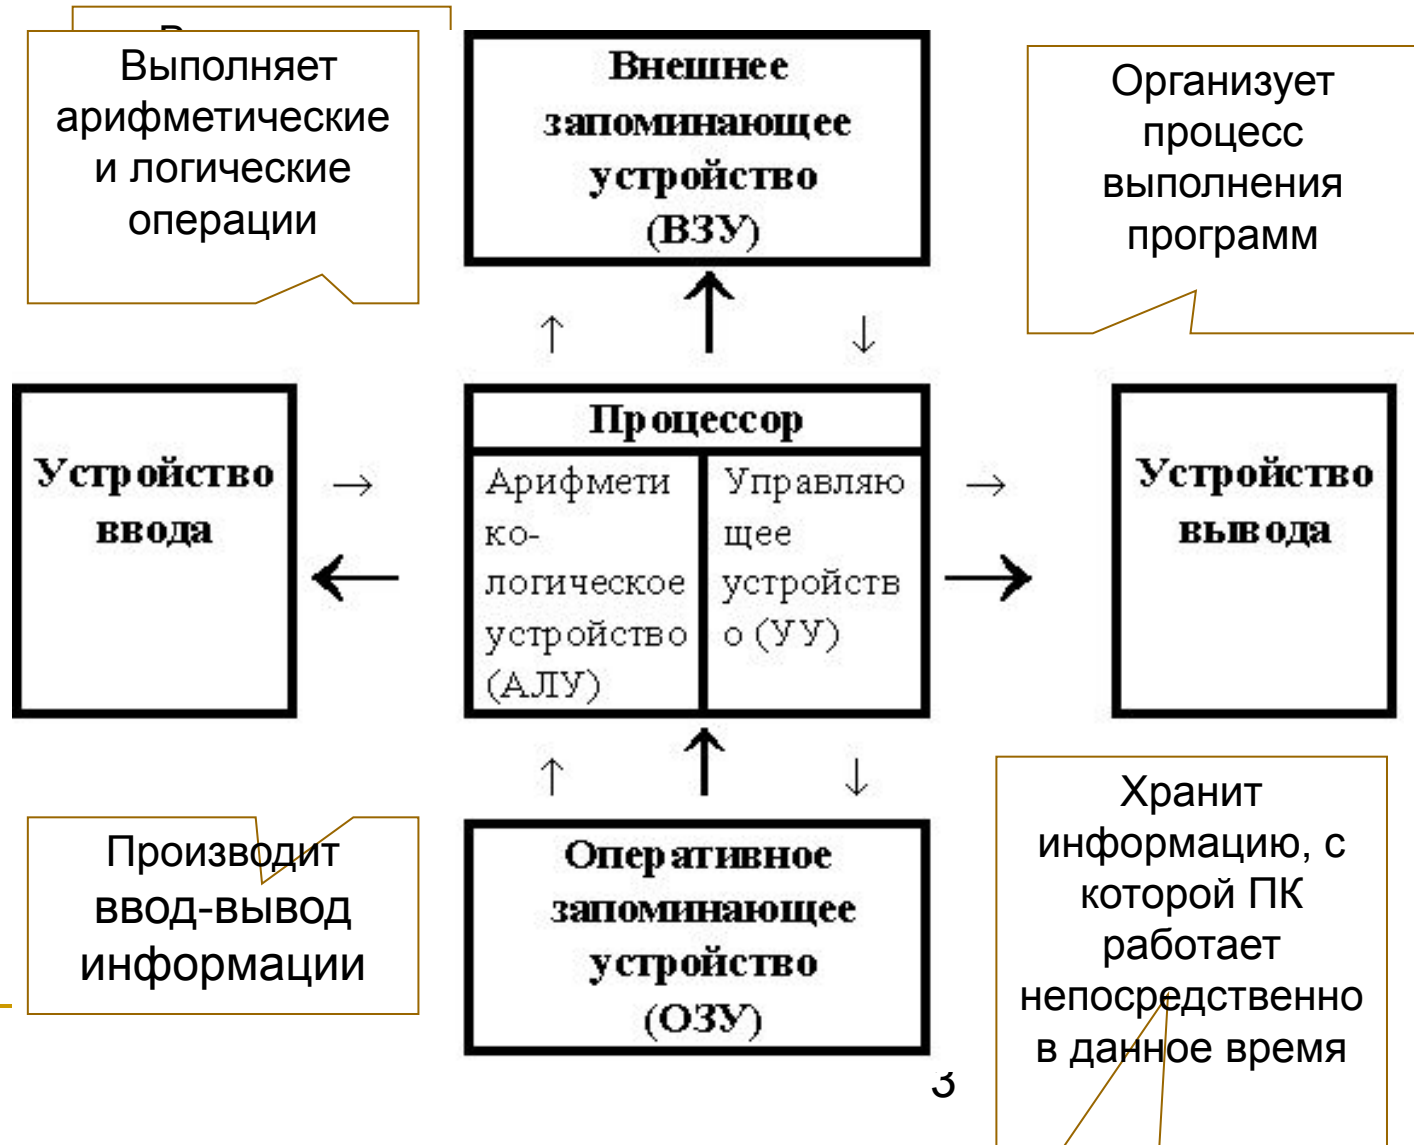 Выполняет
арифметические
и логические
операции
Внешнее
запоминающее
устройство
(ВЗУ)
Организует
процесс
выполнения
программ
Устройство
ввода
Процессор
Арифмети
ко-
логическое
устройство
(АЛУ)
Управляю
щее
устройств
о (УУ)
Устройство
вывода
Производит
ввод-вывод
информации
Оперативное
запоминающее
устройство
(ОЗУ)
Хранит
информацию, с
которой ПК
работает
непосредственно
в данное время